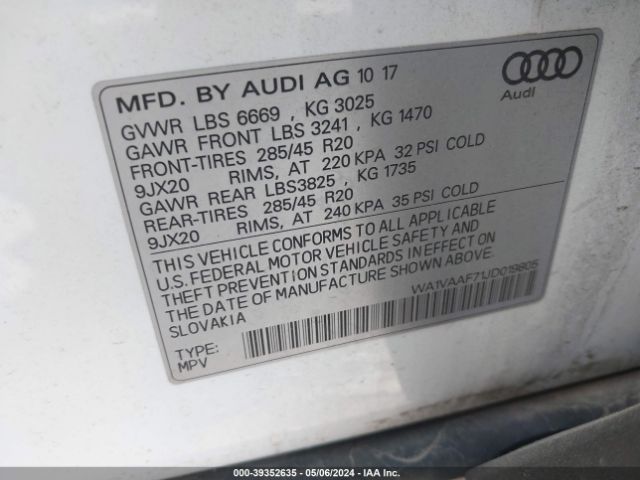 MFD. BY AUDI AG 10 17
Audi
GVWR LBS 6669 , KG 3025
GAWR FRONT LBS 3241 , KG 1470
FRONT-TIRES 285/45 R20
9JX20 RIMS, AT 220 KPA 32 PSI COLD
GAWR REAR LBS3825 , KG 1735
REAR-TIRES 285/45 R20
9JX20 RIMS, AT 240 KPA 35 PSI COLD
THIS VEHICLE CONFORMS TO ALL APPLICABLE
U.S. FEDERAL MOTOR VEHICLE SAFETY AND
THEFT PREVENTION STANDARDS IN EFFECT ON
THE DATE OF MANUFACTURE SHOWN ABOVE.
SLOVAKIA
WA1VAAF71JD019805
TYPE:
MPV
000-39352635 - 05/06/2024 - IAA Inc.